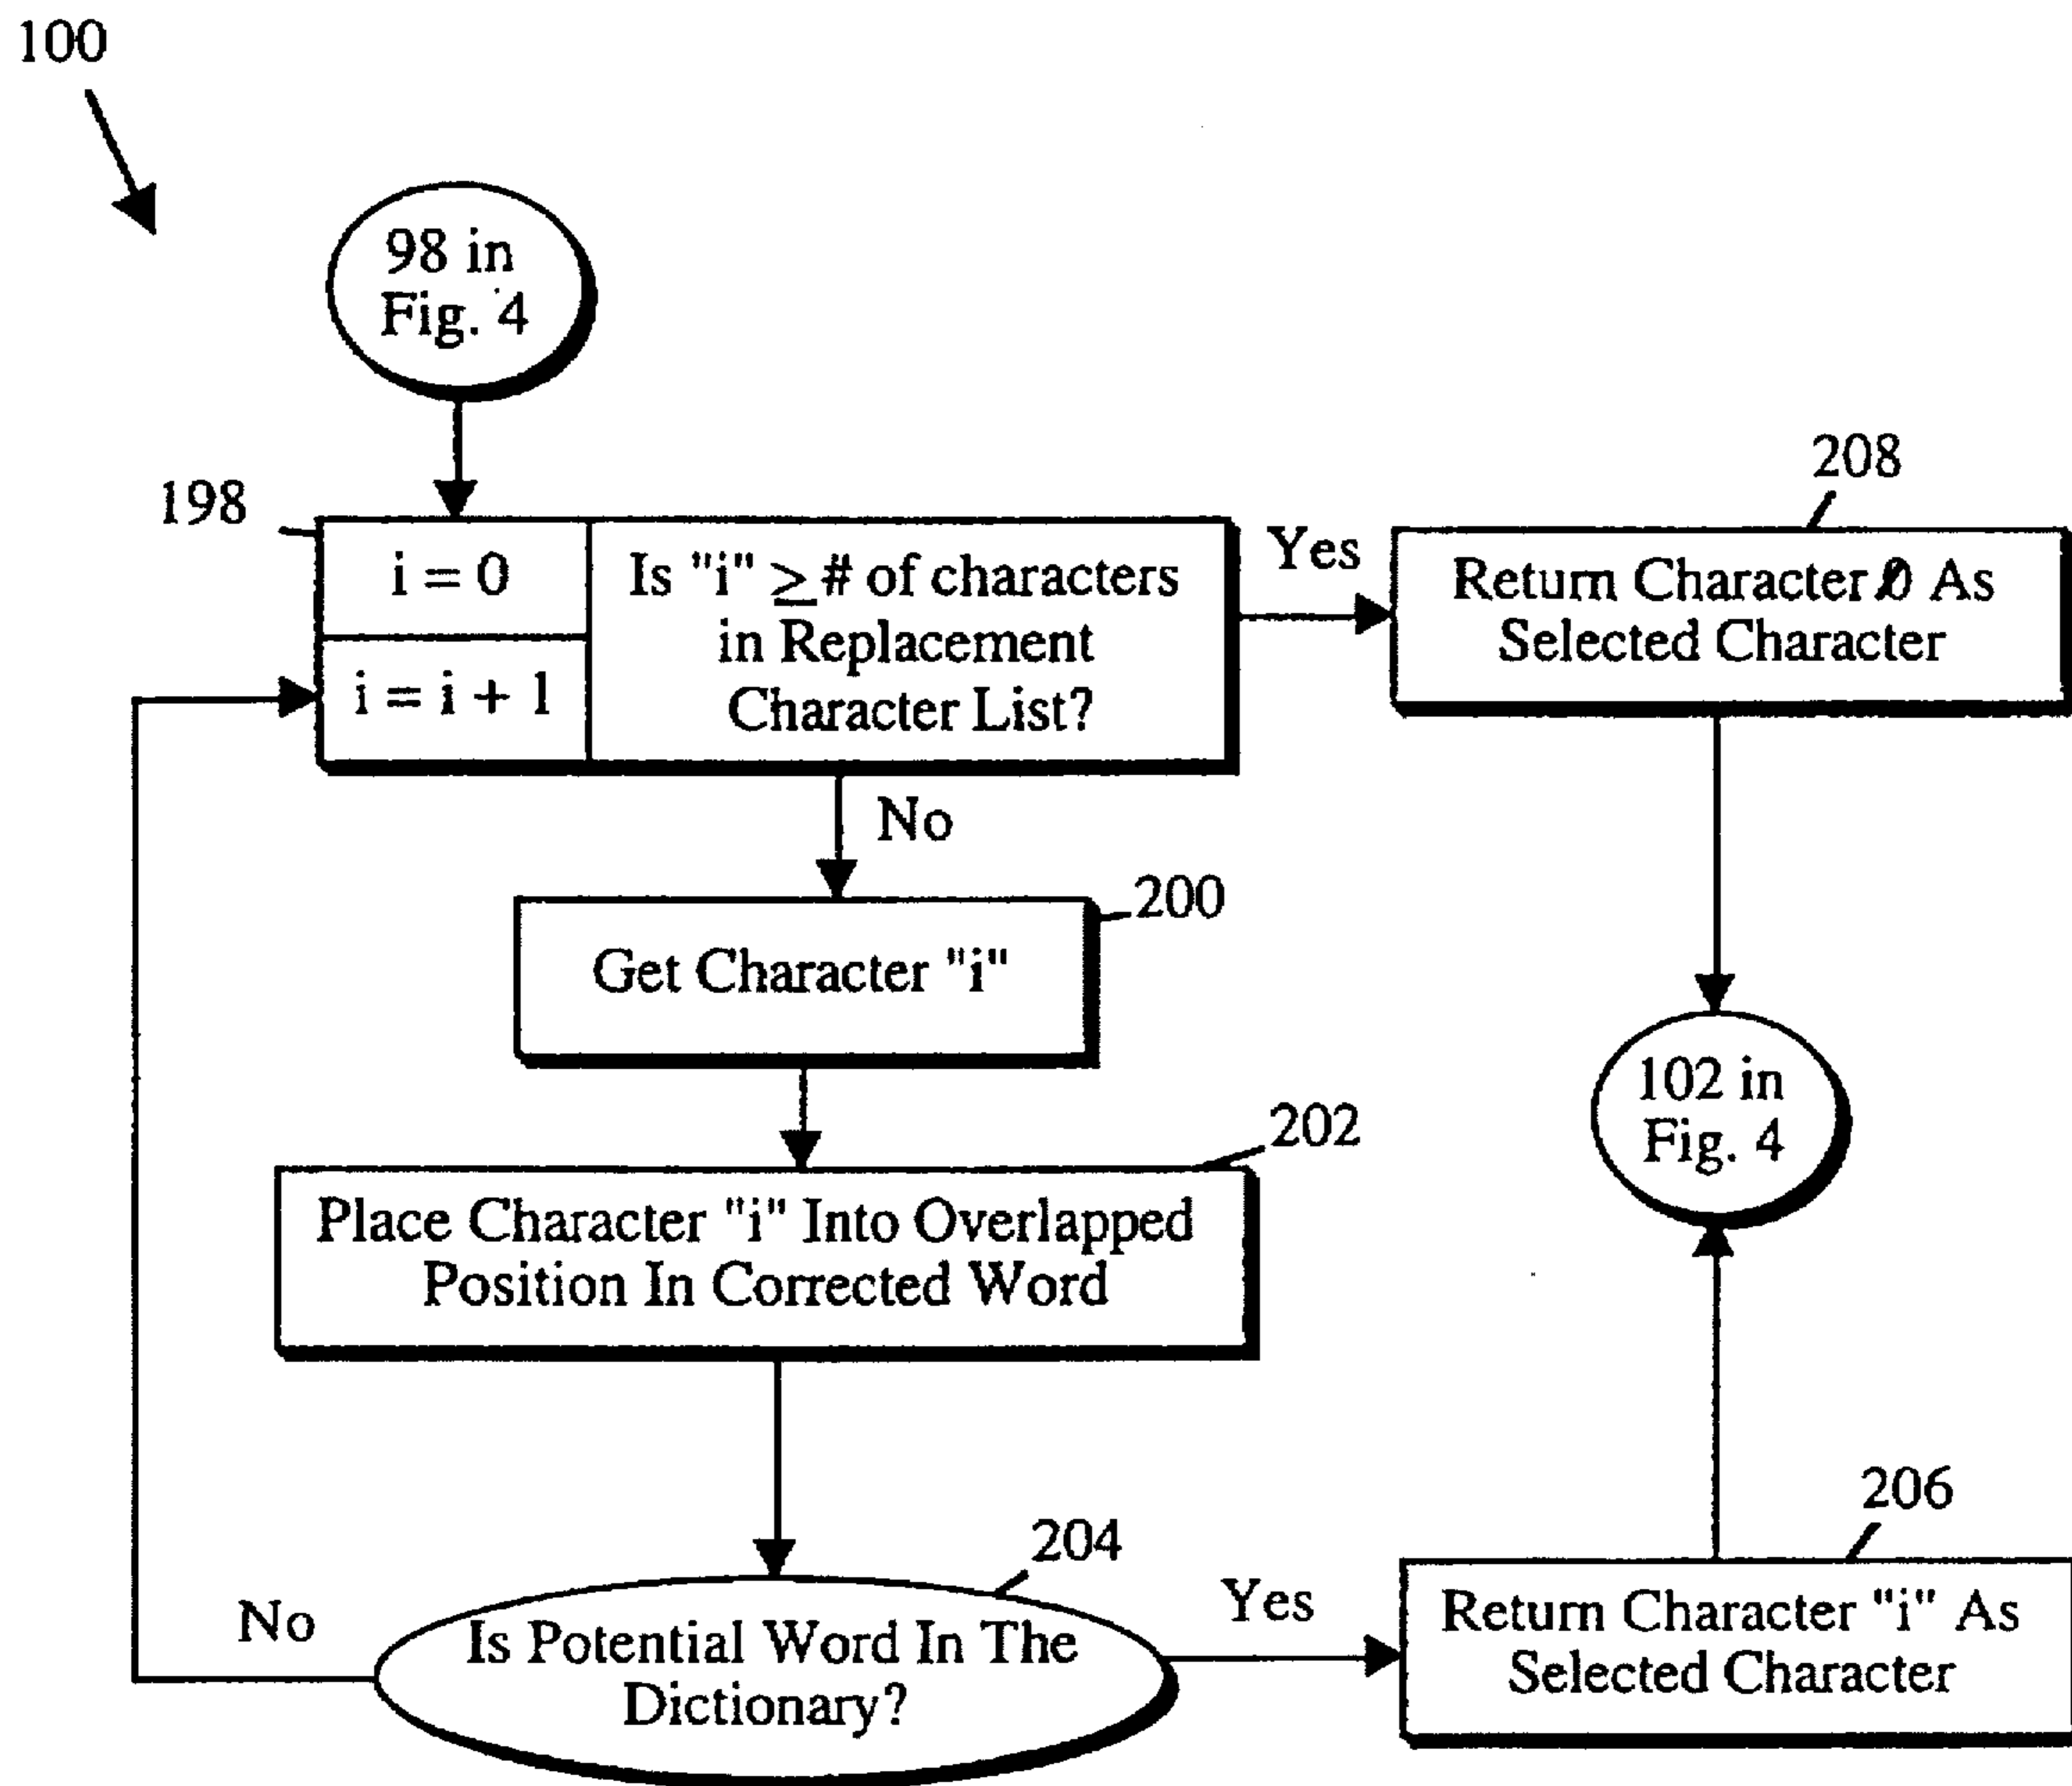 100
98 in
Fig. 4
198
i = 0
i = i + 1
Is "i" ≥ # of characters
in Replacement
Character List?
Yes
208
Return Character 0 As
Selected Character
No
200
Get Character "i"
202
Place Character "i" Into Overlapped
Position In Corrected Word
102 in
Fig. 4
204
Is Potential Word In The
Dictionary?
No
Yes
206
Return Character "i" As
Selected Character